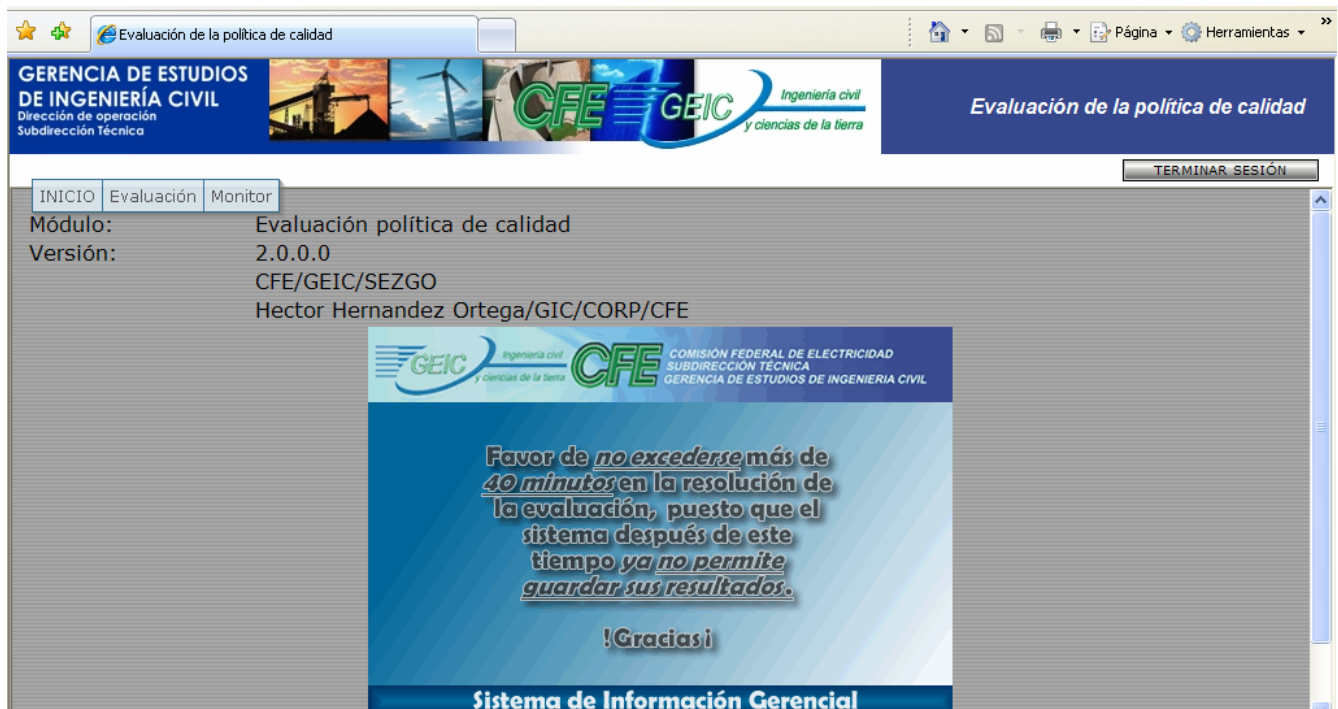 Evaluación de la política de calidad
Página
Herramientas
»
GERENCIA DE ESTUDIOS
DE INGENIERÍA CIVIL
Dirección de operación
Subdirección Técnica
CFE
GEIC
Ingeniería civil
y ciencias de la tierra
Evaluación de la política de calidad
TERMINAR SESIÓN
INICIO Evaluación Monitor
Módulo: Evaluación política de calidad
Versión: 2.0.0.0
CFE/GEIC/SEZGO
Hector Hernandez Ortega/GIC/CORP/CFE
GEIC
Ingeniería civil
y ciencias de la tierra
CFE
COMISIÓN FEDERAL DE ELECTRICIDAD
SUBDIRECCIÓN TÉCNICA
GERENCIA DE ESTUDIOS DE INGENIERIA CIVIL
Favor de no excederse más de
40 minutos en la resolución de
la evaluación, puesto que el
sistema después de este
tiempo ya no permite
guardar sus resultados.
!Gracias¡
Sistema de Información Gerencial